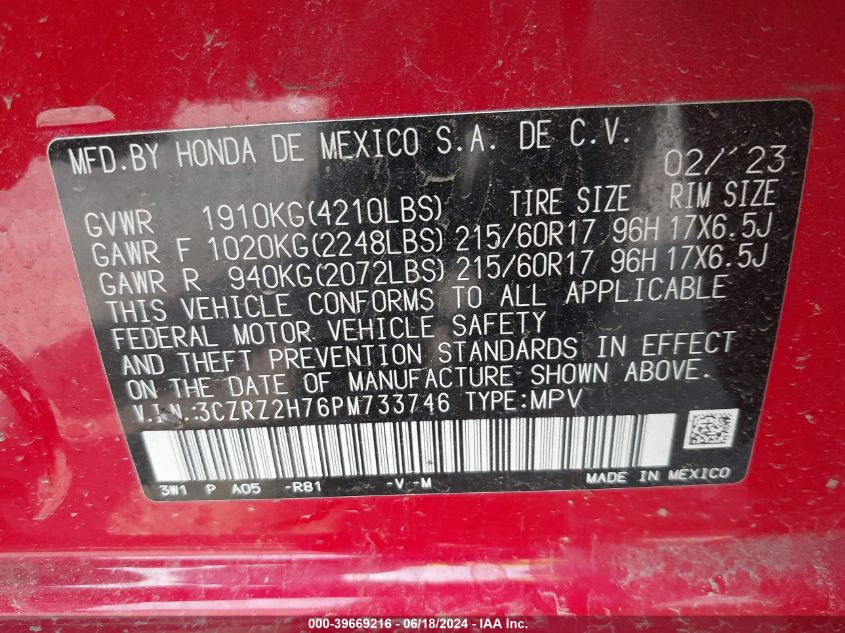 MFD.BY HONDA DE MEXICO S.A. DE C.V.
02/'23
TIRE SIZE RIM SIZE
GVWR 1910KG(4210LBS)
GAWR F 1020KG(2248LBS) 215/60R17 96H 17X6.5J
GAWR R 940KG(2072LBS) 215/60R17 96H 17X6.5J
THIS VEHICLE CONFORMS TO ALL APPLICABLE
FEDERAL MOTOR VEHICLE SAFETY
AND THEFT PREVENTION STANDARDS IN EFFECT
ON THE DATE OF MANUFACTURE SHOWN ABOVE.
V.I.N.:3CZRZ2H76PM733746 TYPE:MPV
3W1 P A05 -R81 -V -M
MADE IN MEXICO
000-39669216 - 06/18/2024 - IAA Inc.